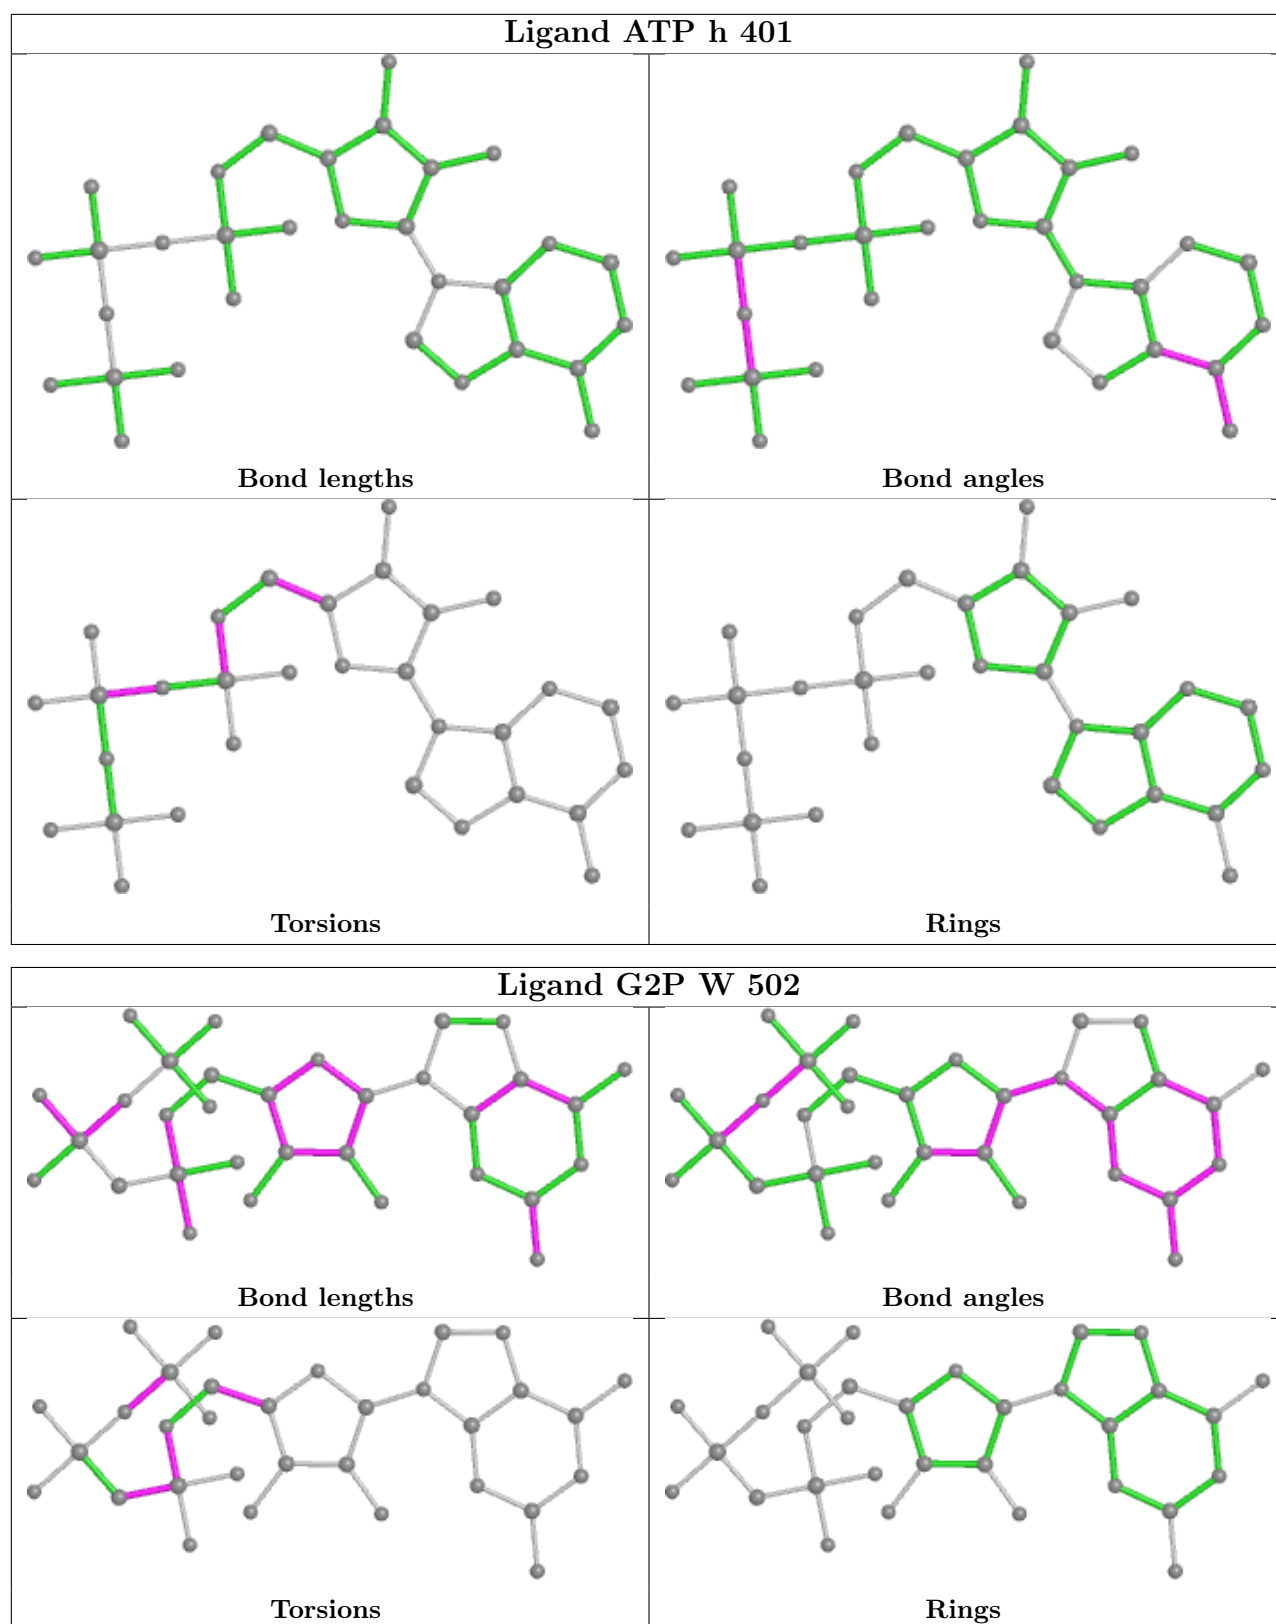 Ligand ATP h 401
Bond lengths
Bond angles
Torsions
Rings
Ligand G2P W 502
Bond lengths
Bond angles
Torsions
Rings